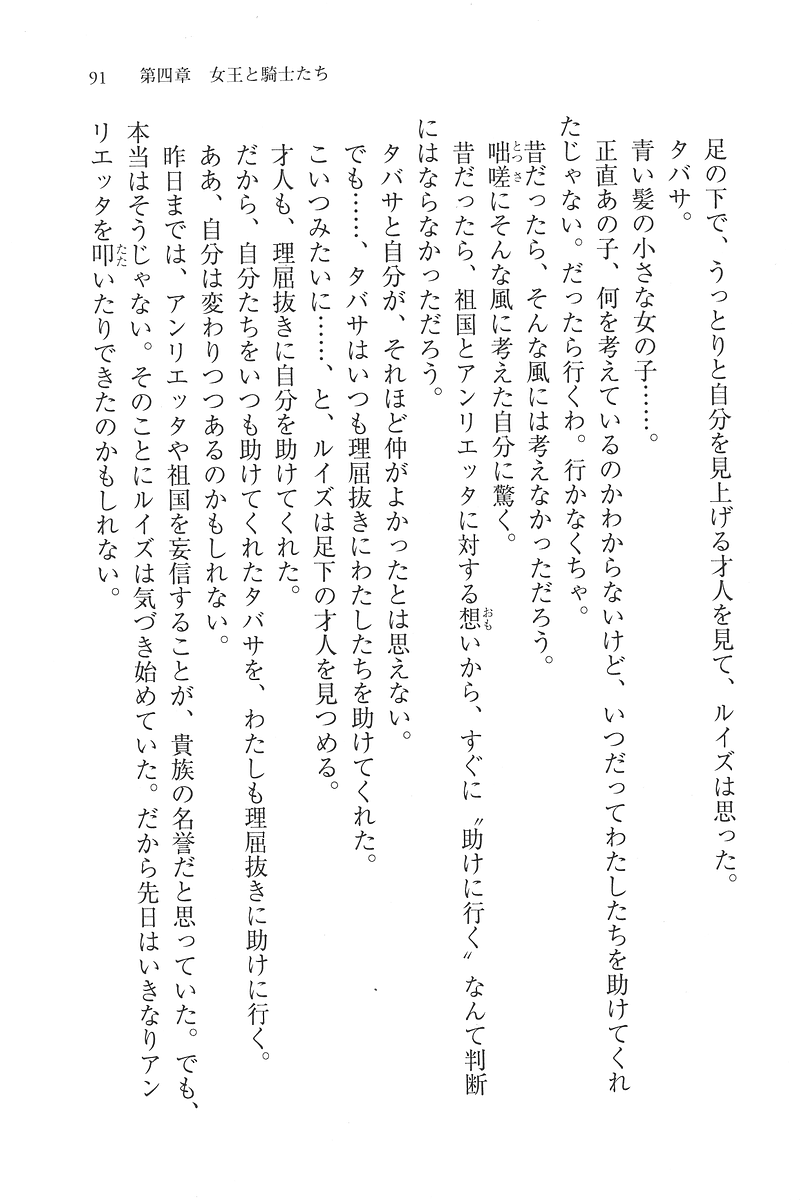 91　第四章　女王と騎士たち
　足の下で、うっとりと自分を見上げる才人を見て、ルイズは思った。
　タバサ。
　青い髪の小さな女の子……。
　正直あの子、何を考えているのかわからないけど、いつだってわたしたちを助けてくれ
たじゃない。だったら行くわ。行かなくちゃ。
　昔だったら、そんな風には考えなかっただろう。
　咄嗟とっさにそんな風に考えた自分に驚く。
　昔だったら、祖国とアンリエッタに対する想おもいから、すぐに〝助けに行く〟なんて判断
にはならなかっただろう。
　タバサと自分が、それほど仲がよかったとは思えない。
　でも……、タバサはいつも理屈抜きにわたしたちを助けてくれた。
　こいつみたいに……、と、ルイズは足下の才人を見つめる。
　才人も、理屈抜きに自分を助けてくれた。
　だから、自分たちをいつも助けてくれたタバサを、わたしも理屈抜きに助けに行く。
　ああ、自分は変わりつつあるのかもしれない。
　昨日までは、アンリエッタや祖国を妄信することが、貴族の名誉だと思っていた。でも、
本当はそうじゃない。そのことにルイズは気づき始めていた。だから先日はいきなりアン
リエッタを叩たたいたりできたのかもしれない。